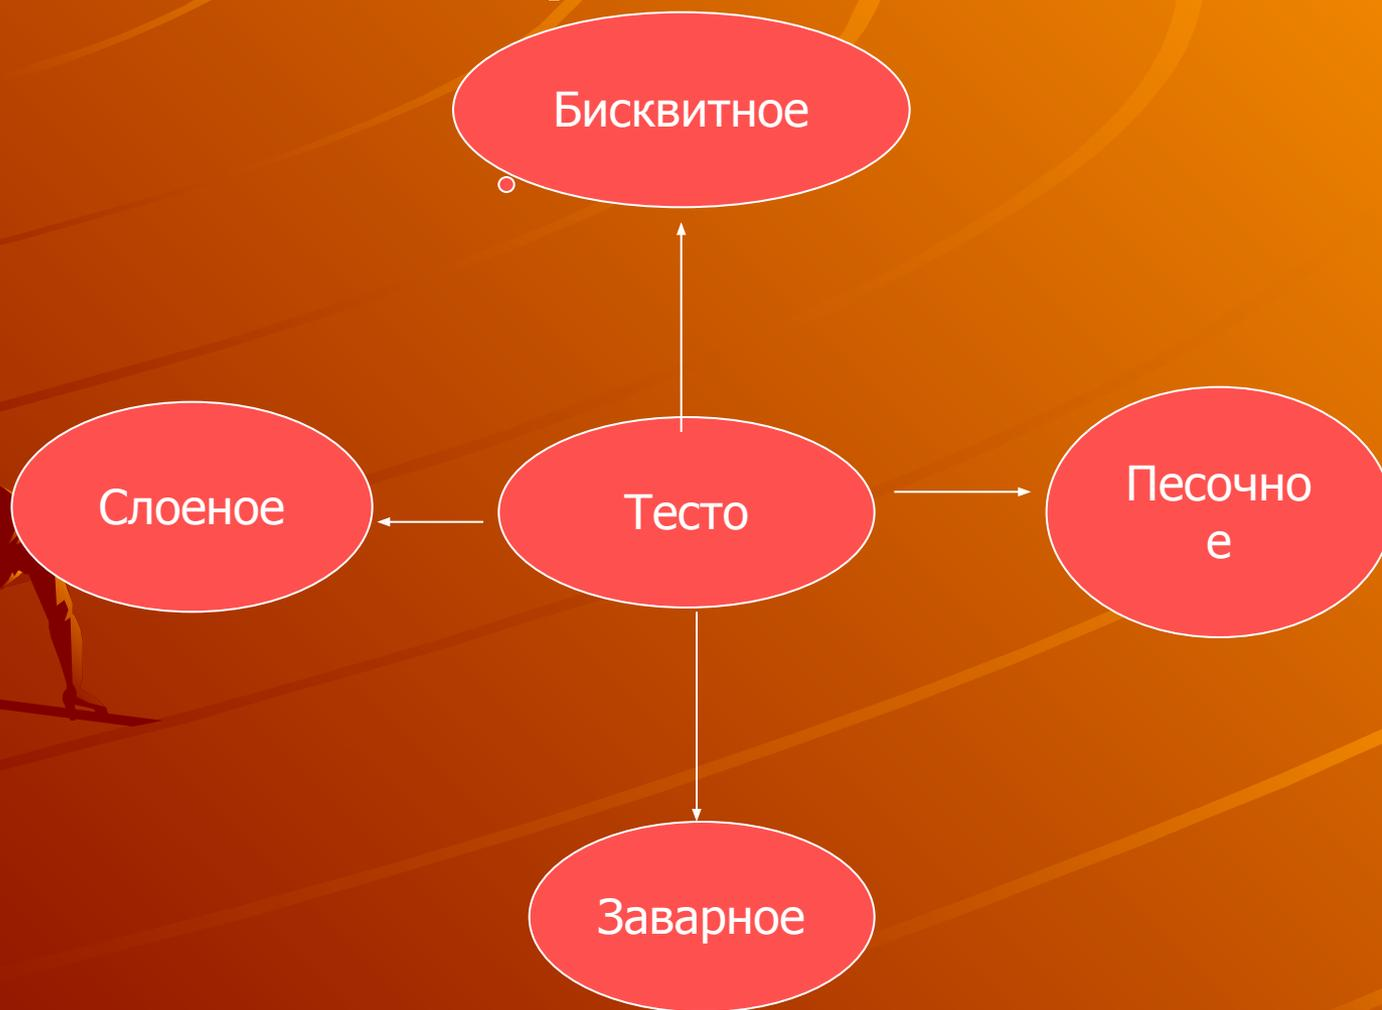 Бисквитное
Слоеное
Тесто
Песочно
е
Заварное